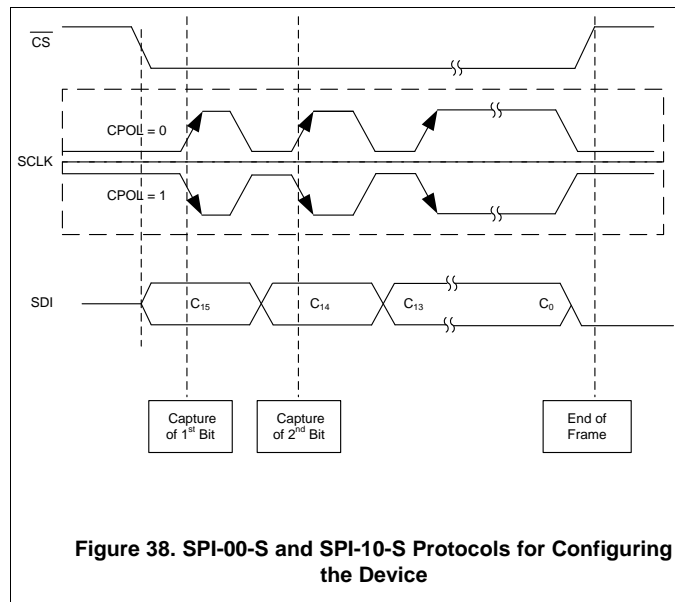 CS
CPOL = 0
SCLK
CPOL = 1
SDI
C15
C14
C13
C0
Capture
of 1st Bit
Capture
of 2nd Bit
End of
Frame
Figure 38. SPI-00-S and SPI-10-S Protocols for Configuring
the Device